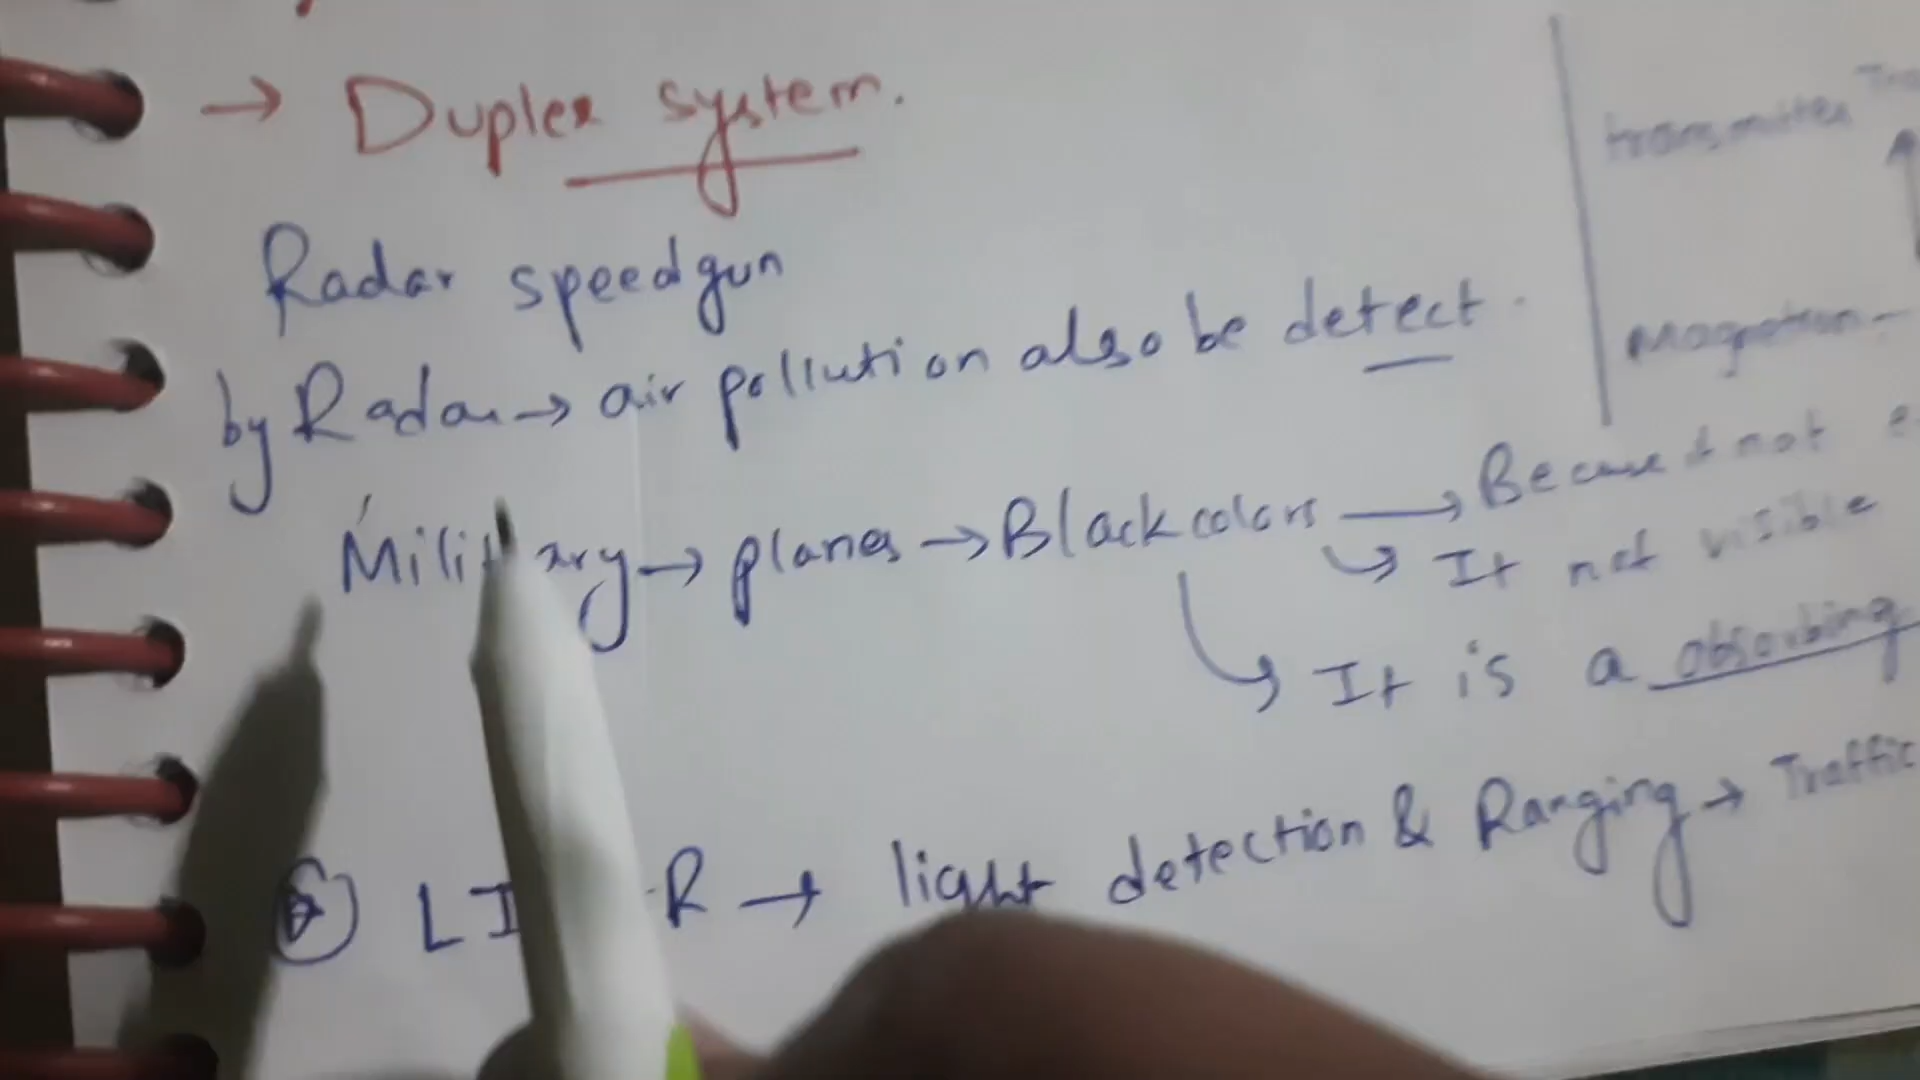 → Duplex system.
Radar speedgun
by Radar → air pollution also be detect.
Military → planes → Black colors → Because it not
↳ It not visible
↳ It is a absorbing
LI R → light detection & Ranging → Traffic
transmitter
Magnetron -